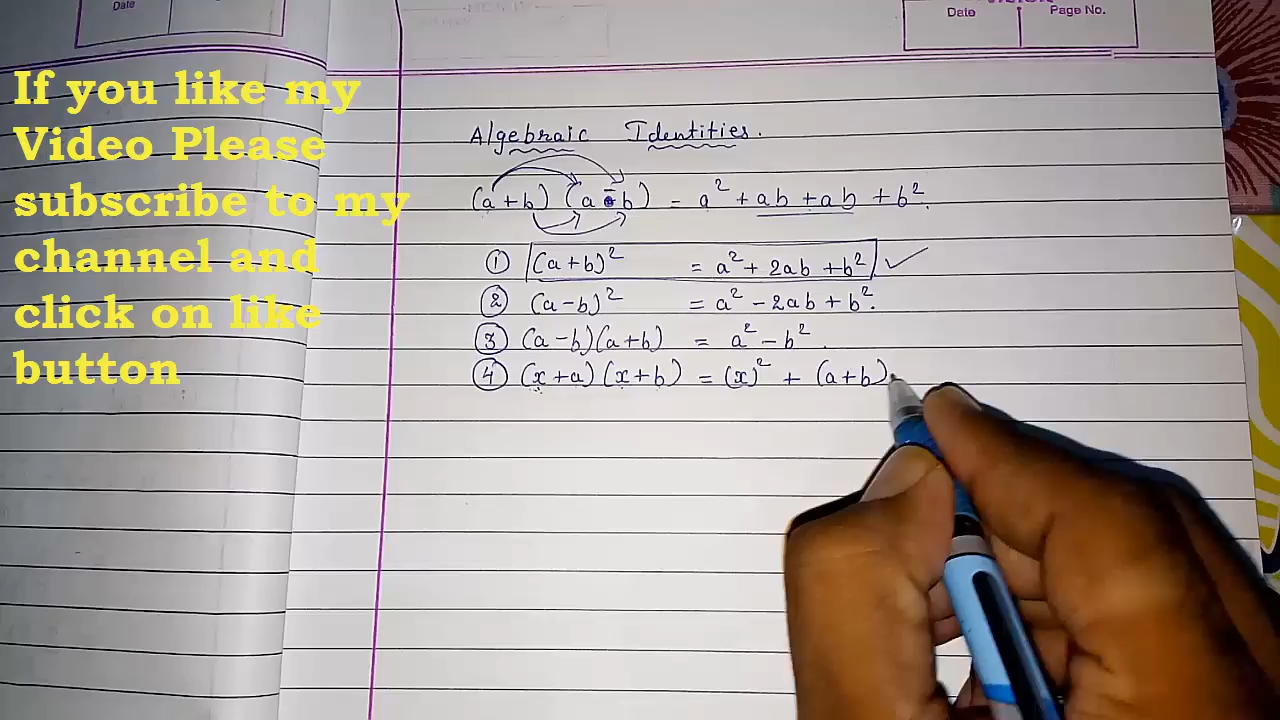 Date
Date Page No.
If you like my
Video Please
subscribe to my
channel and
click on like
button
Algebraic Identities.
(a+b) (a-b) = a² + ab + ab + b².
① (a+b)² = a² + 2ab + b² ✓
② (a-b)² = a² - 2ab + b².
③ (a-b)(a+b) = a² - b².
④ (x+a) (x+b) = (x)² + (a+b)